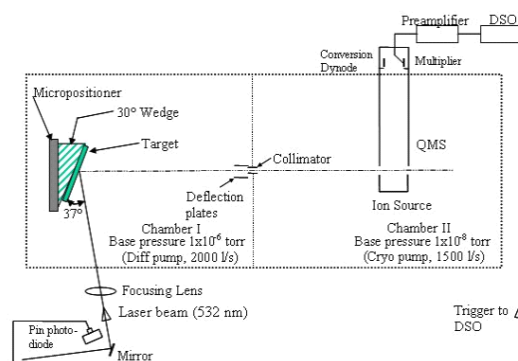 Preamplifier
DSO
Conversion
Dynode
Multiplier
Micropositioner
30° Wedge
Target
Collimator
QMS
Deflection
plates
37°
Ion Source
Chamber I
Base pressure 1x10⁻⁶ torr
(Diff pump, 2000 l/s)
Chamber II
Base pressure 1x10⁻⁸ torr
(Cryo pump, 1500 l/s)
Focusing Lens
Laser beam (532 nm)
Pin photo-
diode
Mirror
Trigger to
DSO